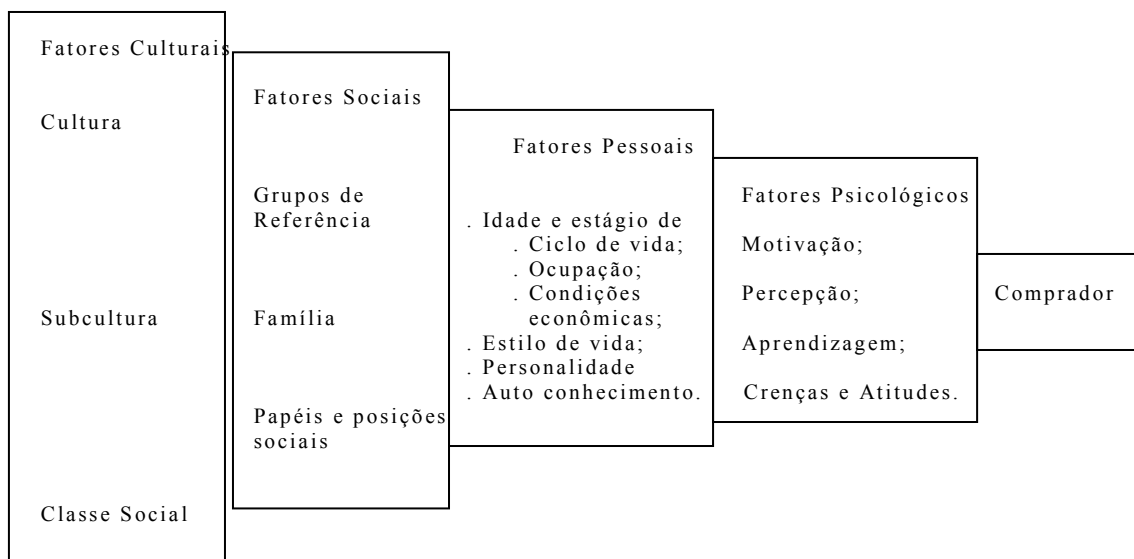 Fatores Culturais
Cultura
Subcultura
Classe Social
Fatores Sociais
Grupos de
Referência
Família
Papéis e posições
sociais
Fatores Pessoais
. Idade e estágio de
. Ciclo de vida;
. Ocupação;
. Condições
econômicas;
. Estilo de vida;
. Personalidade
. Auto conhecimento.
Fatores Psicológicos
Motivação;
Percepção;
Aprendizagem;
Crenças e Atitudes.
Comprador